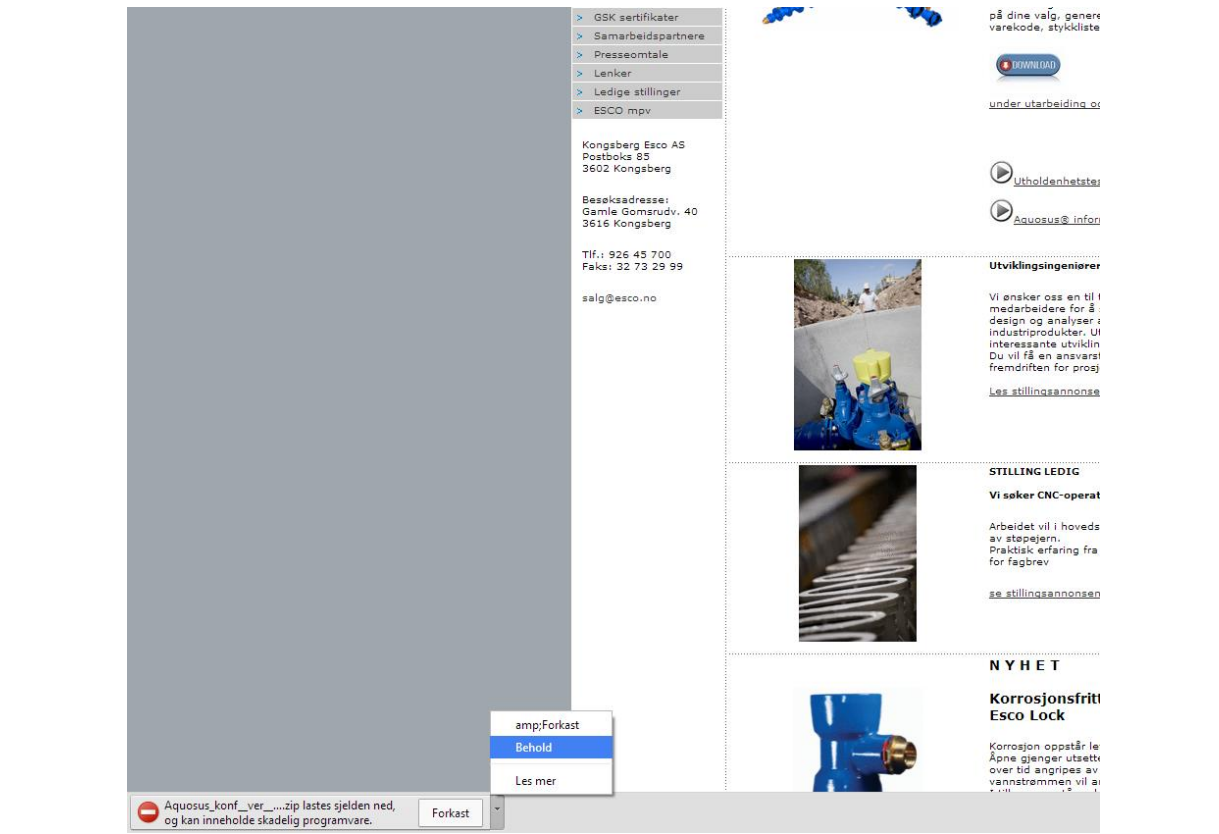 > GSK sertifikater
> Samarbeidspartnere
> Presseomtale
> Lenker
> Ledige stillinger
> ESCO mpv
Kongsberg Esco AS
Postboks 85
3602 Kongsberg
Besøksadresse:
Gamle Gomsrudv. 40
3616 Kongsberg
Tlf.: 926 45 700
Faks: 32 73 29 99
salg@esco.no
på dine valg, genere
varekode, stykkliste
DOWNLOAD
under utarbeiding og
Utholdenhetstes
Aquosus® inform
Utviklingsingeniører
Vi ønsker oss en til t
medarbeidere for å
design og analyser a
industriprodukter. Ut
interessante utviklin
Du vil få en ansvarsf
fremdriften for prosj
Les stillingsannonse
STILLING LEDIG
Vi søker CNC-operat
Arbeidet vil i hoveds
av støpejern.
Praktisk erfaring fra
for fagbrev
se stillingsannonsen
NYHET
Korrosjonsfritt
Esco Lock
Korrosjon oppstår le
Åpne gjenger utsette
over tid angripes av
vannstrømmen vil a
amp;Forkast
Behold
Les mer
Aquosus_konf__ver_....zip lastes sjelden ned,
og kan inneholde skadelig programvare.
Forkast